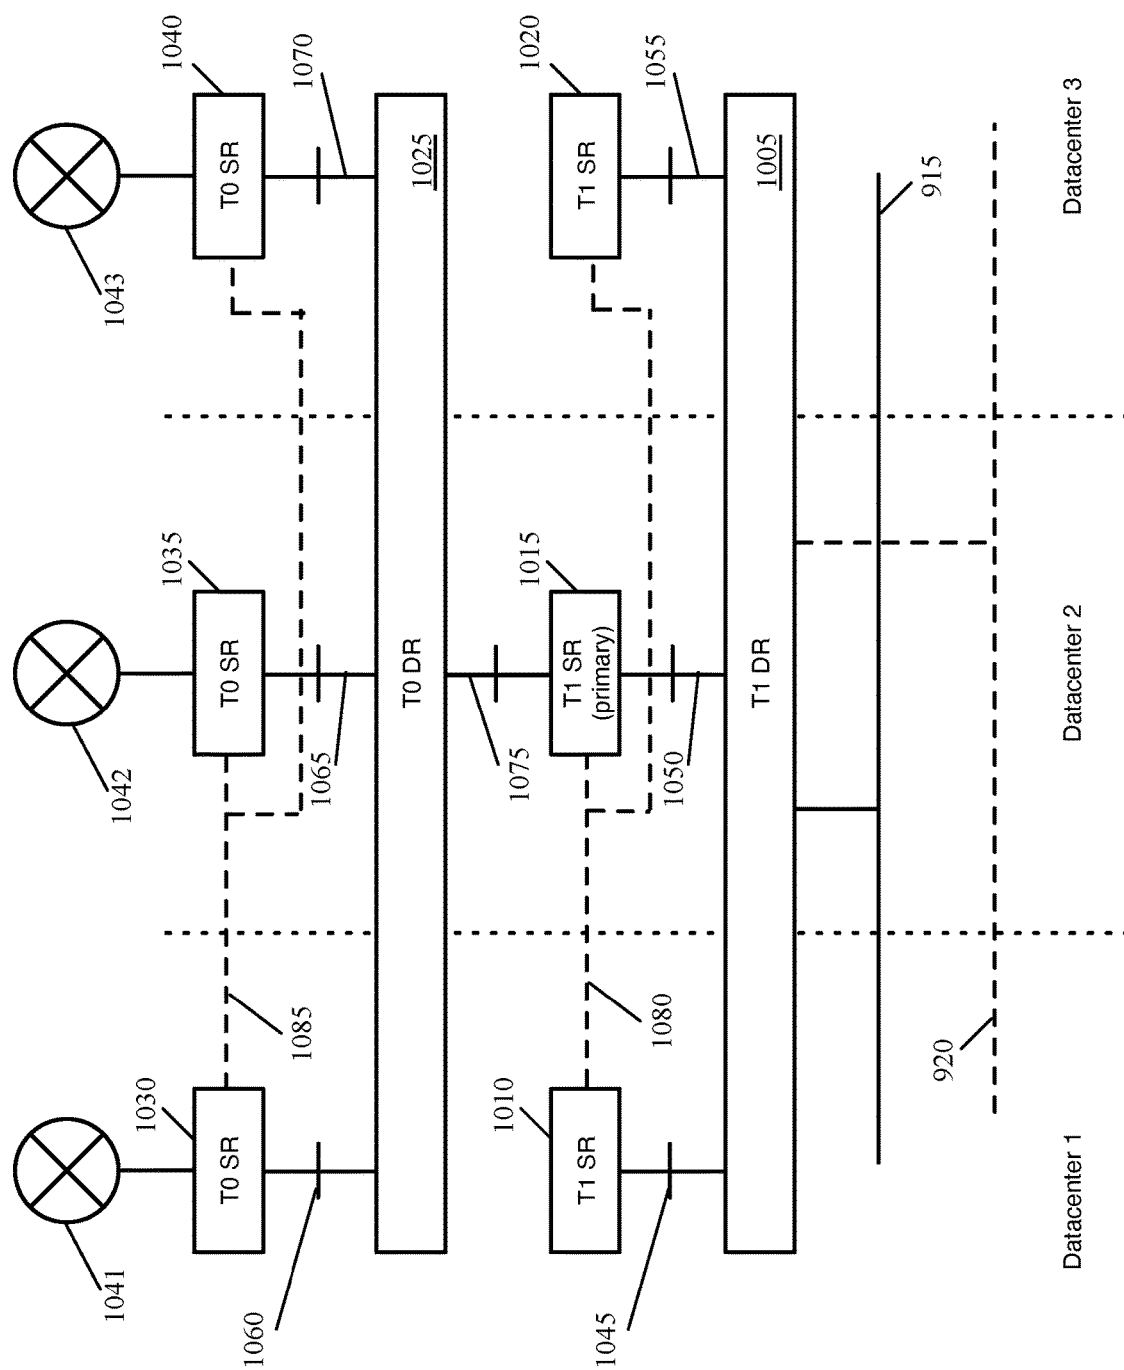 1041
1042
1043
1030
T0 SR
1035
T0 SR
1040
T0 SR
1085
1060
1065
1070
T0 DR
1025
1075
1010
T1 SR
1015
T1 SR
(primary)
1020
T1 SR
1080
1045
1050
1055
T1 DR
1005
915
920
Datacenter 1
Datacenter 2
Datacenter 3